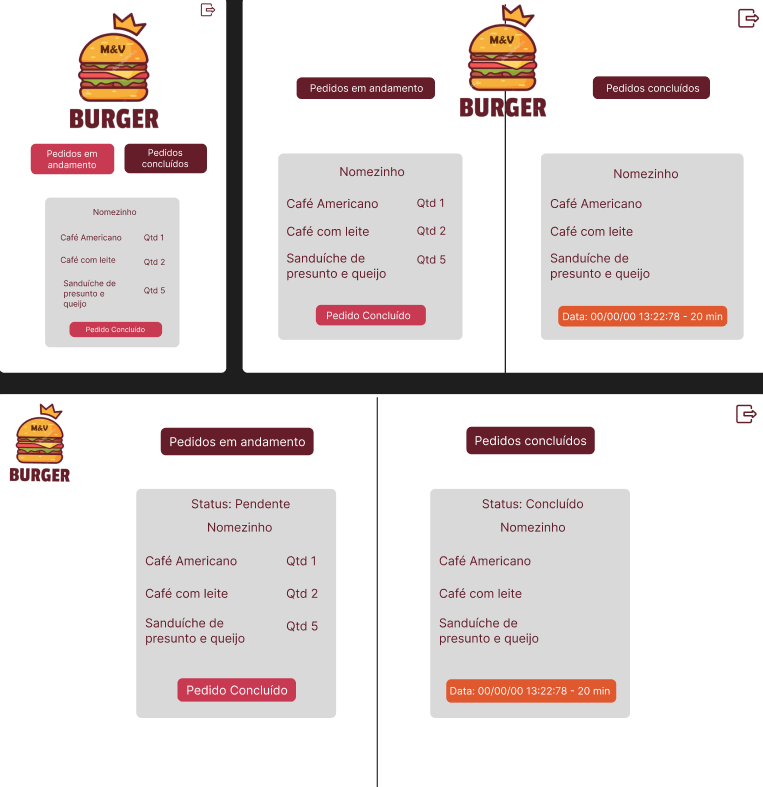 M&V
BURGER
Pedidos em
andamento
Pedidos
concluídos
Nomezinho
Café Americano Qtd 1
Café com leite Qtd 2
Sanduíche de
presunto e
queijo
Qtd 5
Pedido Concluído
M&V
BURGER
Pedidos em andamento
Nomezinho
Café Americano Qtd 1
Café com leite Qtd 2
Sanduíche de
presunto e queijo
Qtd 5
Pedido Concluído
Pedidos concluídos
Nomezinho
Café Americano
Café com leite
Sanduíche de
presunto e queijo
Data: 00/00/00 13:22:78 - 20 min
M&V
BURGER
Pedidos em andamento
Status: Pendente
Nomezinho
Café Americano Qtd 1
Café com leite Qtd 2
Sanduíche de
presunto e queijo
Qtd 5
Pedido Concluído
Pedidos concluídos
Status: Concluído
Nomezinho
Café Americano
Café com leite
Sanduíche de
presunto e queijo
Data: 00/00/00 13:22:78 - 20 min